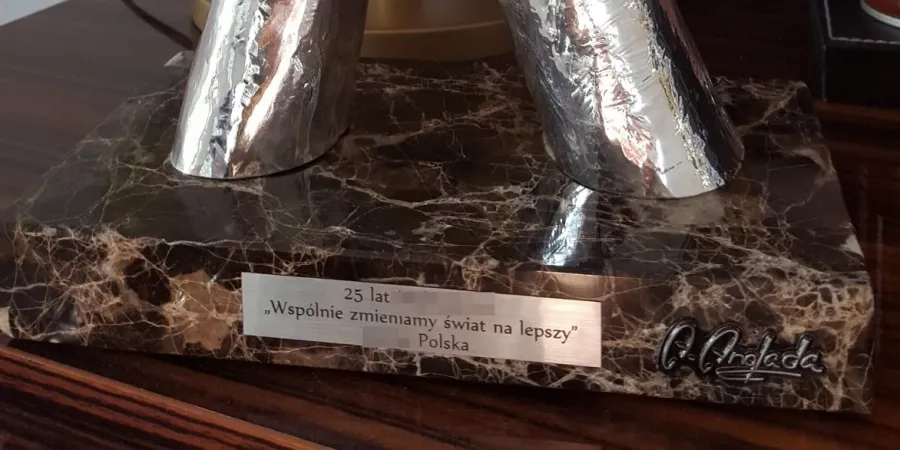 25 lat
„Wspólnie zmieniamy świat na lepszy”
Polska
A. Anglada